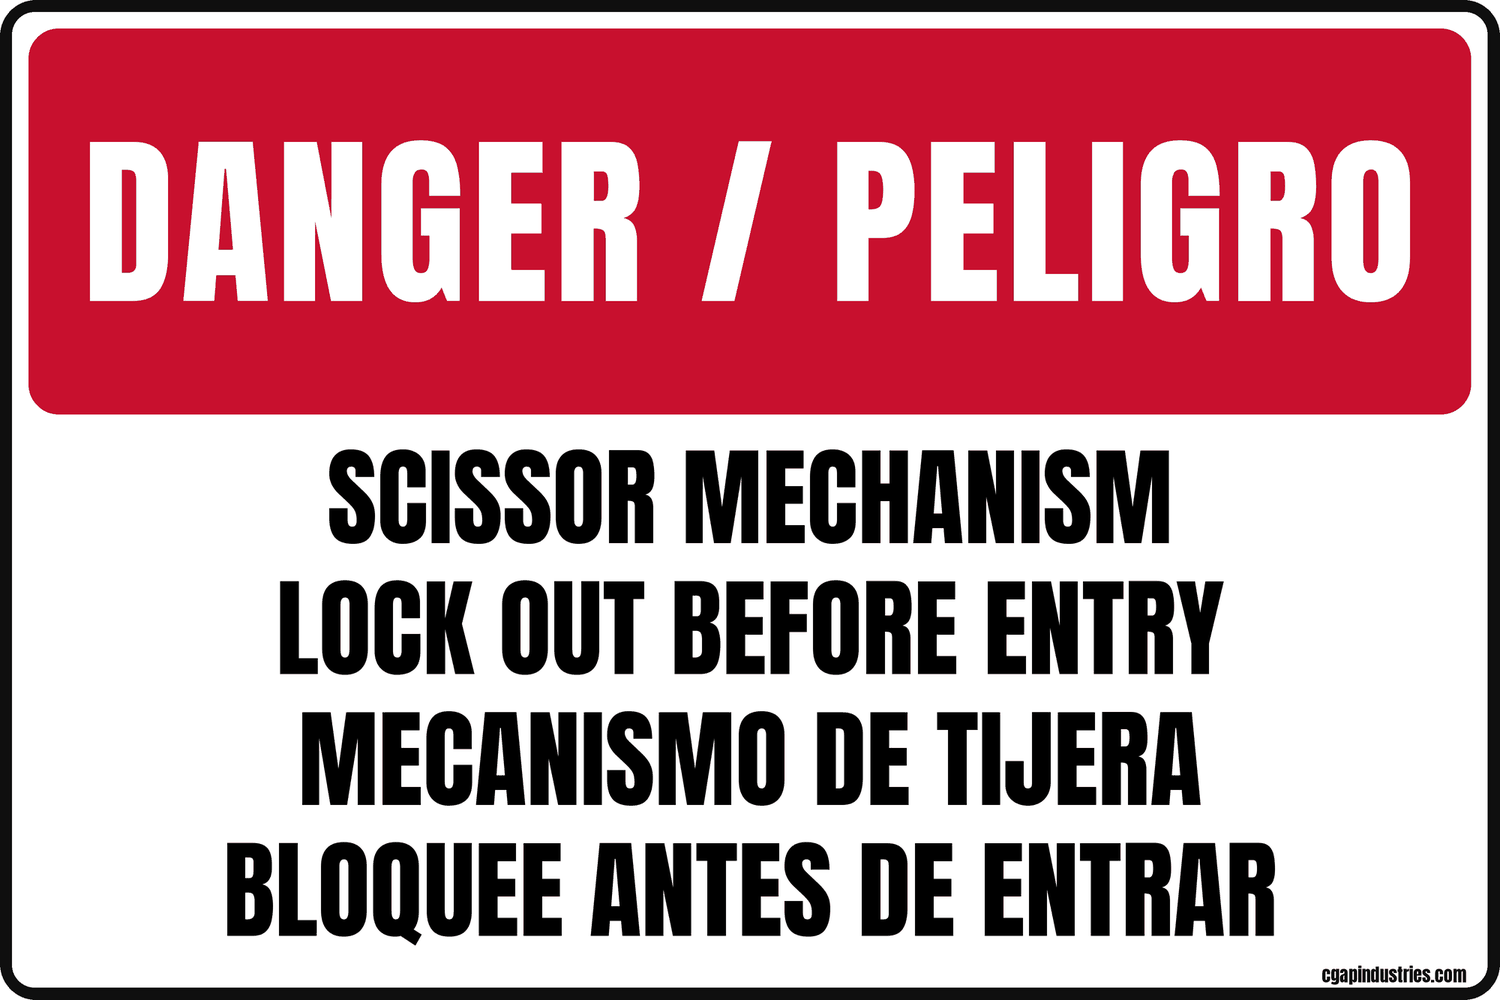 DANGER / PELIGRO
SCISSOR MECHANISM
LOCK OUT BEFORE ENTRY
MECANISMO DE TIJERA
BLOQUEE ANTES DE ENTRAR
cgapindustries.com